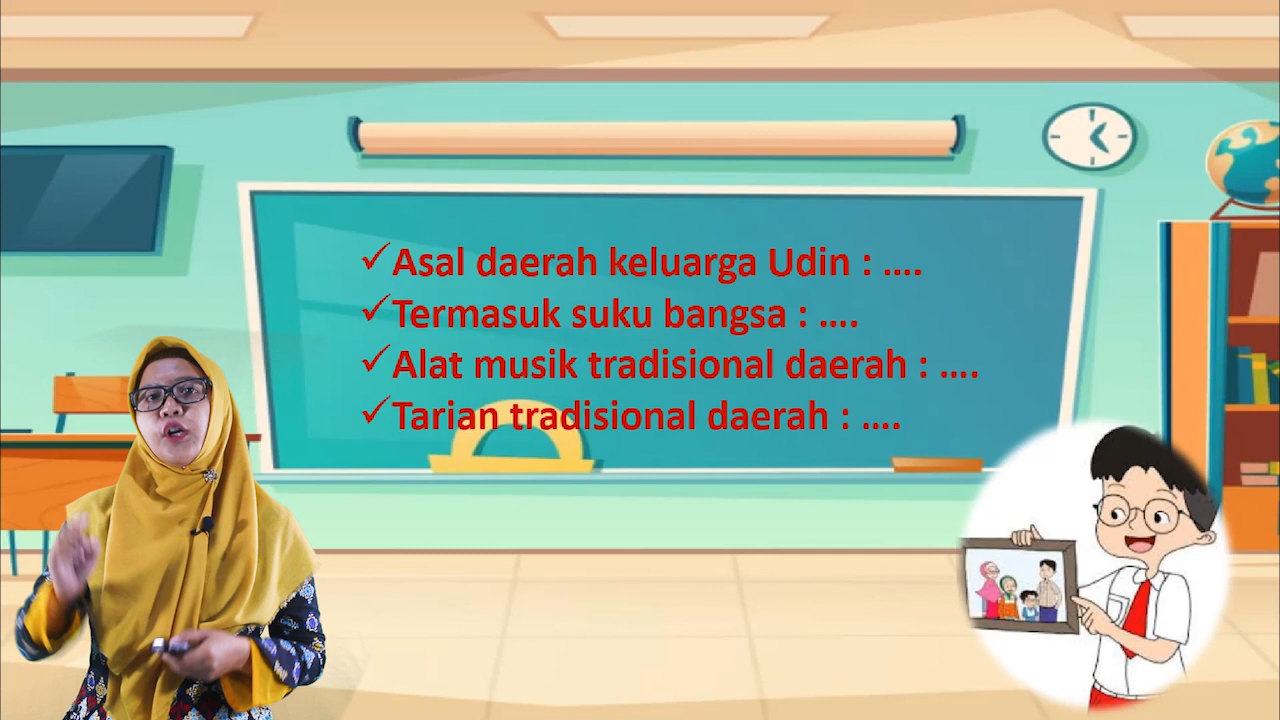 ✓Asal daerah keluarga Udin : ....
✓Termasuk suku bangsa : ....
✓Alat musik tradisional daerah : ....
✓Tarian tradisional daerah : ....